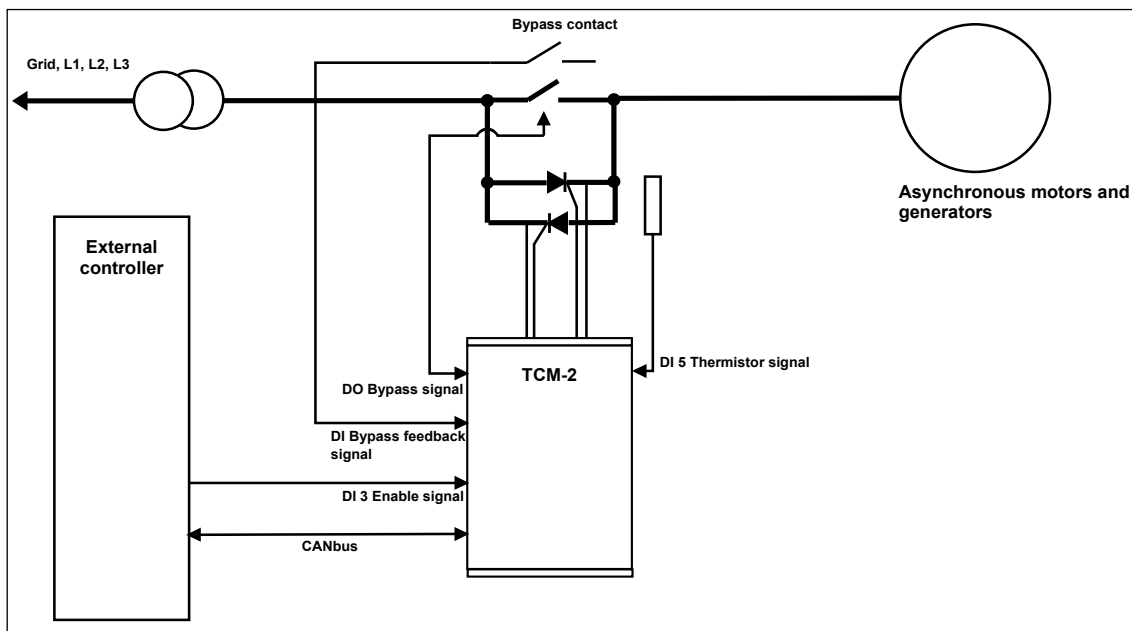 Bypass contact
Grid, L1, L2, L3
Asynchronous motors and
generators
External
controller
TCM-2
DI 5 Thermistor signal
DO Bypass signal
DI Bypass feedback
signal
DI 3 Enable signal
CANbus